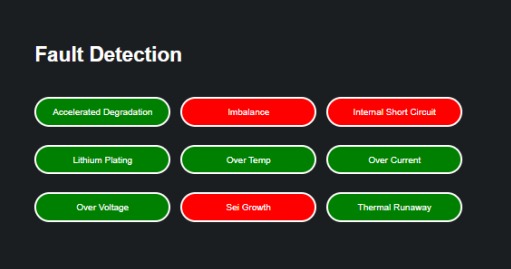 Fault Detection
Accelerated Degradation
Imbalance
Internal Short Circuit
Lithium Plating
Over Temp
Over Current
Over Voltage
Sei Growth
Thermal Runaway